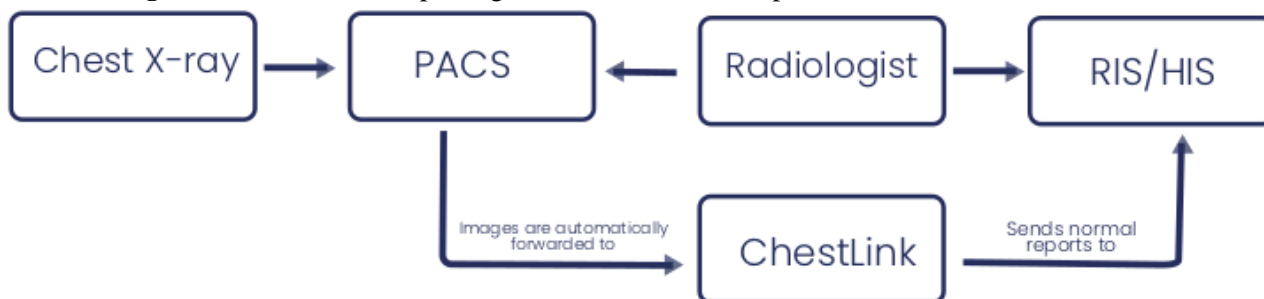 Chest X-ray
PACS
Radiologist
RIS/HIS
Images are automatically
forwarded to
ChestLink
Sends normal
reports to